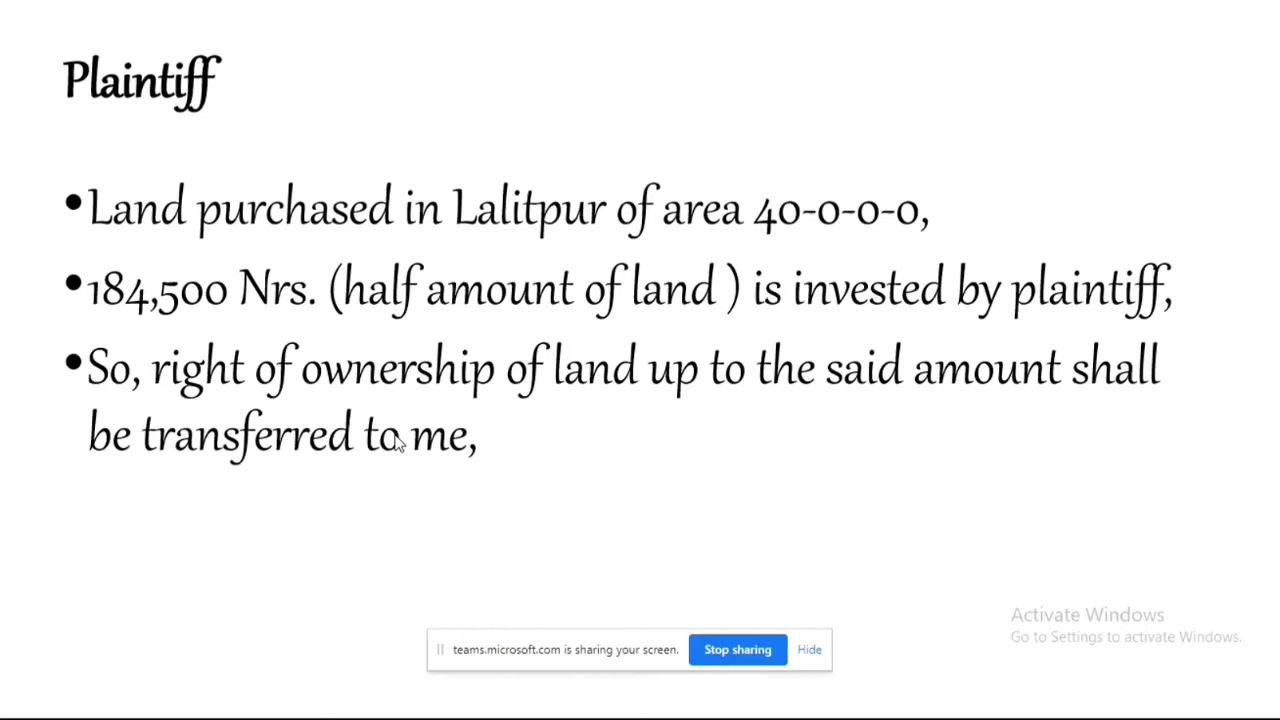 Plaintiff
•Land purchased in Lalitpur of area 40-0-0-0,
•184,500 Nrs. (half amount of land ) is invested by plaintiff,
•So, right of ownership of land up to the said amount shall
be transferred to me,
Activate Windows
Go to Settings to activate Windows.
teams.microsoft.com is sharing your screen. Stop sharing Hide